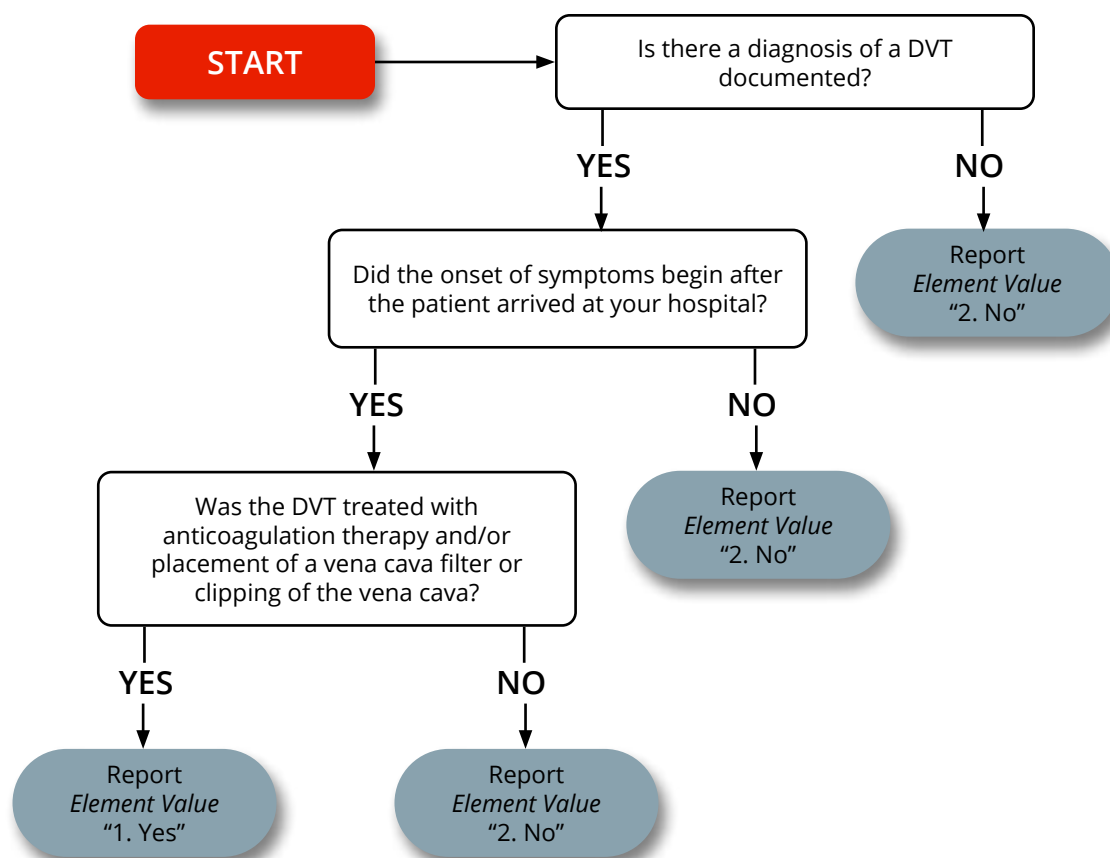 START
Is there a diagnosis of a DVT
documented?
YES
NO
Did the onset of symptoms begin after
the patient arrived at your hospital?
Report
Element Value
“2. No”
YES
NO
Was the DVT treated with
anticoagulation therapy and/or
placement of a vena cava filter or
clipping of the vena cava?
Report
Element Value
“2. No”
YES
NO
Report
Element Value
“1. Yes”
Report
Element Value
“2. No”